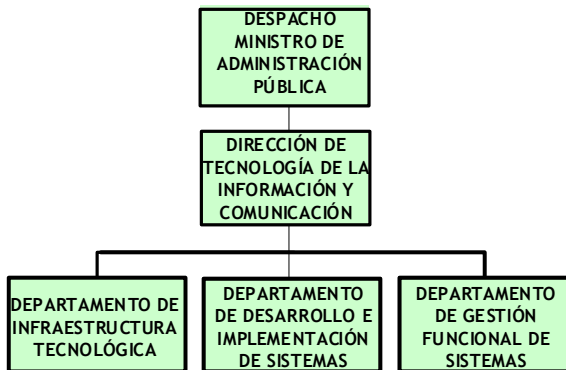 DESPACHO
MINISTRO DE
ADMINISTRACIÓN
PÚBLICA
DIRECCIÓN DE
TECNOLOGÍA DE LA
INFORMACIÓN Y
COMUNICACIÓN
DEPARTAMENTO DE
INFRAESTRUCTURA
TECNOLÓGICA
DEPARTAMENTO
DE DESARROLLO E
IMPLEMENTACIÓN
DE SISTEMAS
DEPARTAMENTO
DE GESTIÓN
FUNCIONAL DE
SISTEMAS